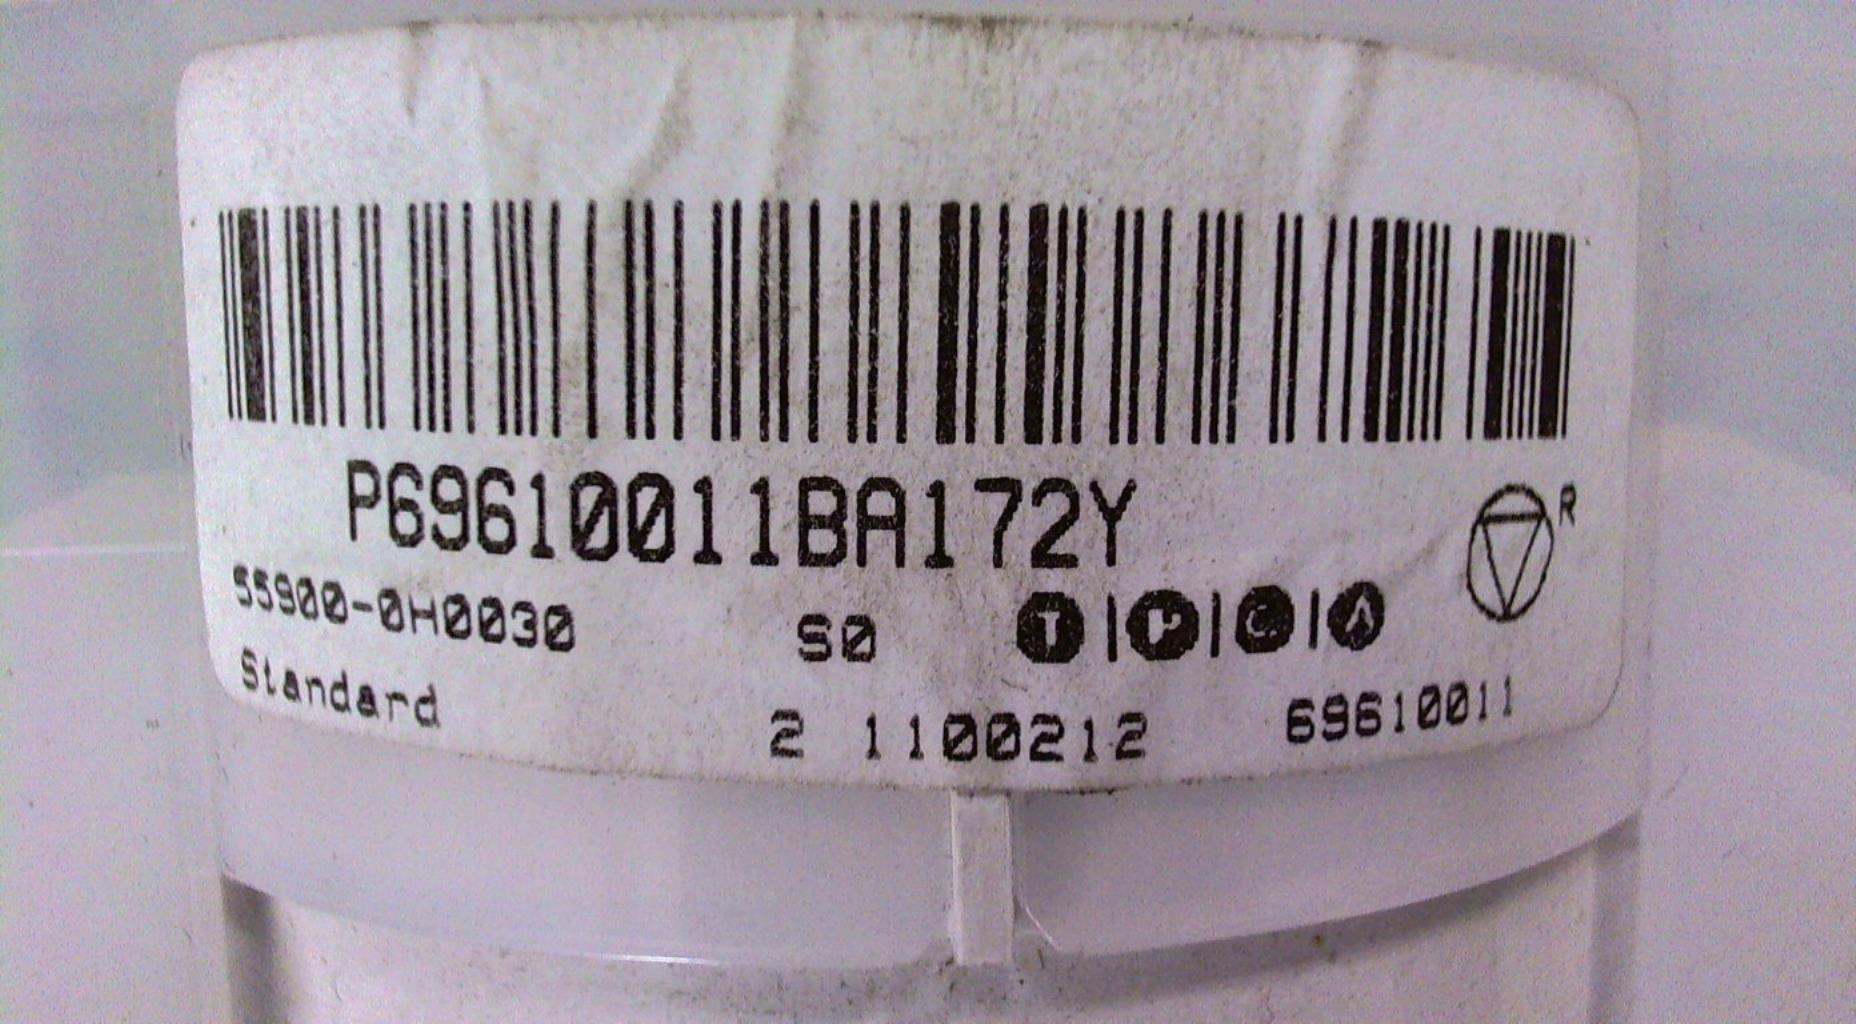 P69610011BA172Y
R
55900-0H0030 S0 T|P|C|A
Standard 2 1100212 69610011